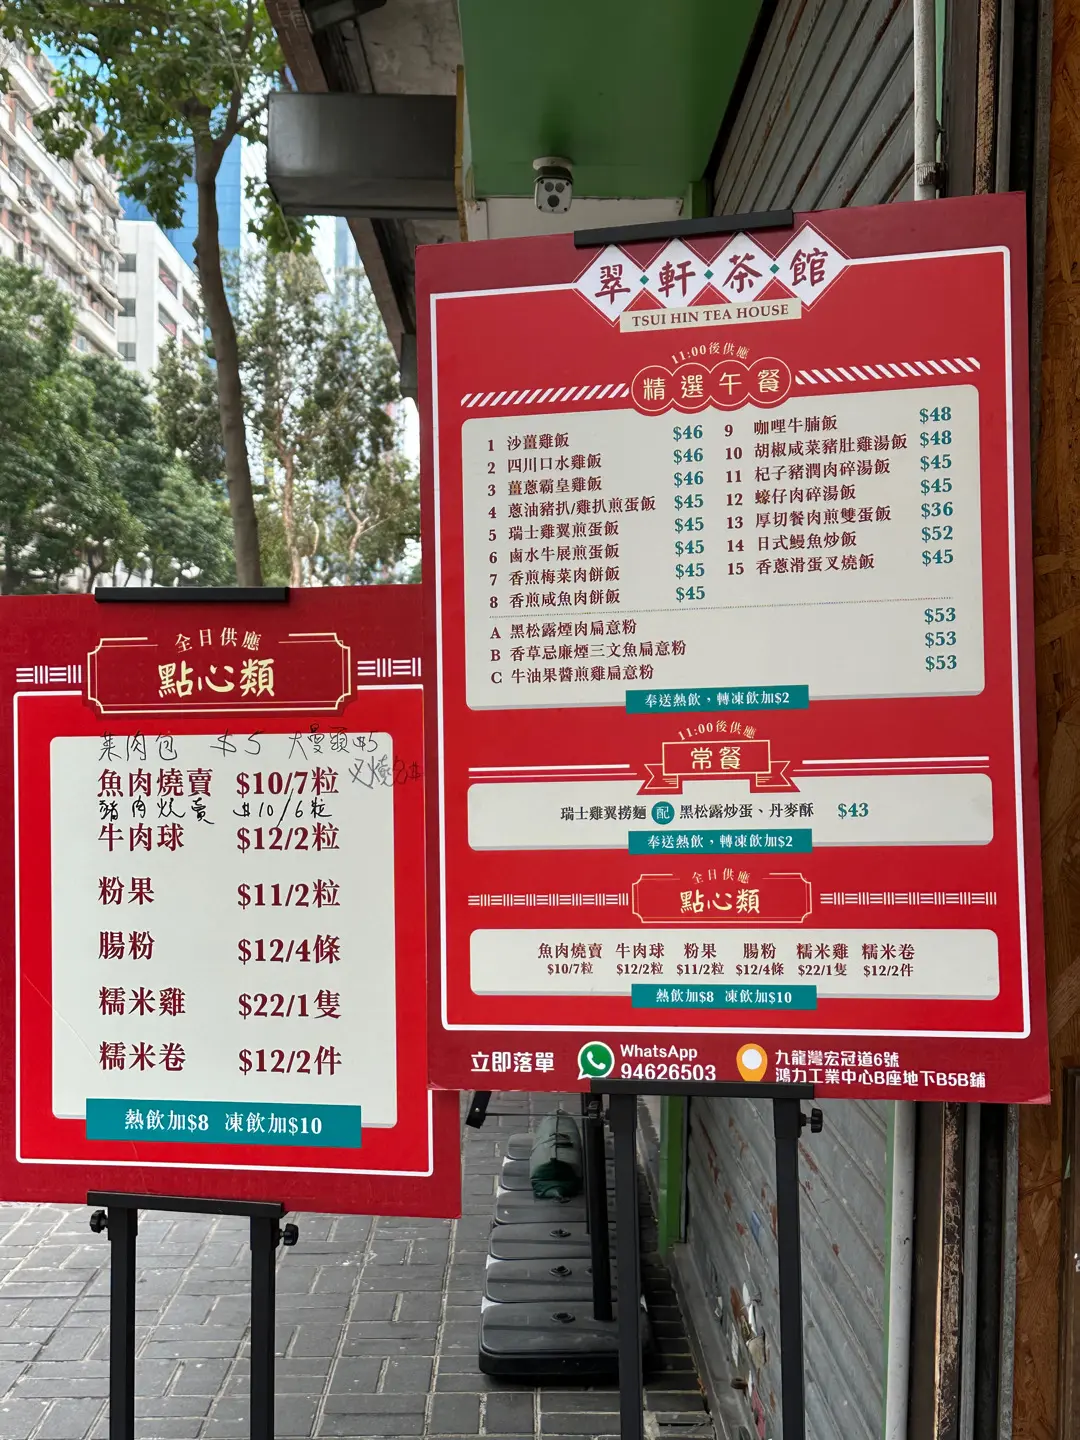 翠軒茶館
TSUI HIN TEA HOUSE
11:00後供應
精選午餐
1 沙薑雞飯 $46
2 四川口水雞飯 $46
3 薑蔥霸皇雞飯 $46
4 蔥油豬扒/雞扒煎蛋飯 $45
5 瑞士雞翼煎蛋飯 $45
6 鹵水牛展煎蛋飯 $45
7 香煎梅菜肉餅飯 $45
8 香煎咸魚肉餅飯 $45
9 咖哩牛腩飯 $48
10 胡椒咸菜豬肚雞湯飯 $48
11 杞子豬潤肉碎湯飯 $45
12 蠔仔肉碎湯飯 $45
13 厚切餐肉煎雙蛋飯 $36
14 日式鰻魚炒飯 $52
15 香蔥滑蛋叉燒飯 $45
A 黑松露煙肉扁意粉 $53
B 香草忌廉煙三文魚扁意粉 $53
C 牛油果醬煎雞扁意粉 $53
奉送熱飲，轉凍飲加$2
11:00後供應
常餐
瑞士雞翼撈麵 配 黑松露炒蛋、丹麥酥 $43
奉送熱飲，轉凍飲加$2
全日供應
點心類
魚肉燒賣 牛肉球 粉果 腸粉 糯米雞 糯米卷
$10/7粒 $12/2粒 $11/2粒 $12/4條 $22/1隻 $12/2件
熱飲加$8 凍飲加$10
立即落單
WhatsApp
94626503
九龍灣宏冠道6號
鴻力工業中心B座地下B5B鋪
全日供應
點心類
菜肉包 $5 大曼頭$5
叉燒包$
魚肉燒賣 $10/7粒
豬肉燒賣 $10/6粒
牛肉球 $12/2粒
粉果 $11/2粒
腸粉 $12/4條
糯米雞 $22/1隻
糯米卷 $12/2件
熱飲加$8 凍飲加$10